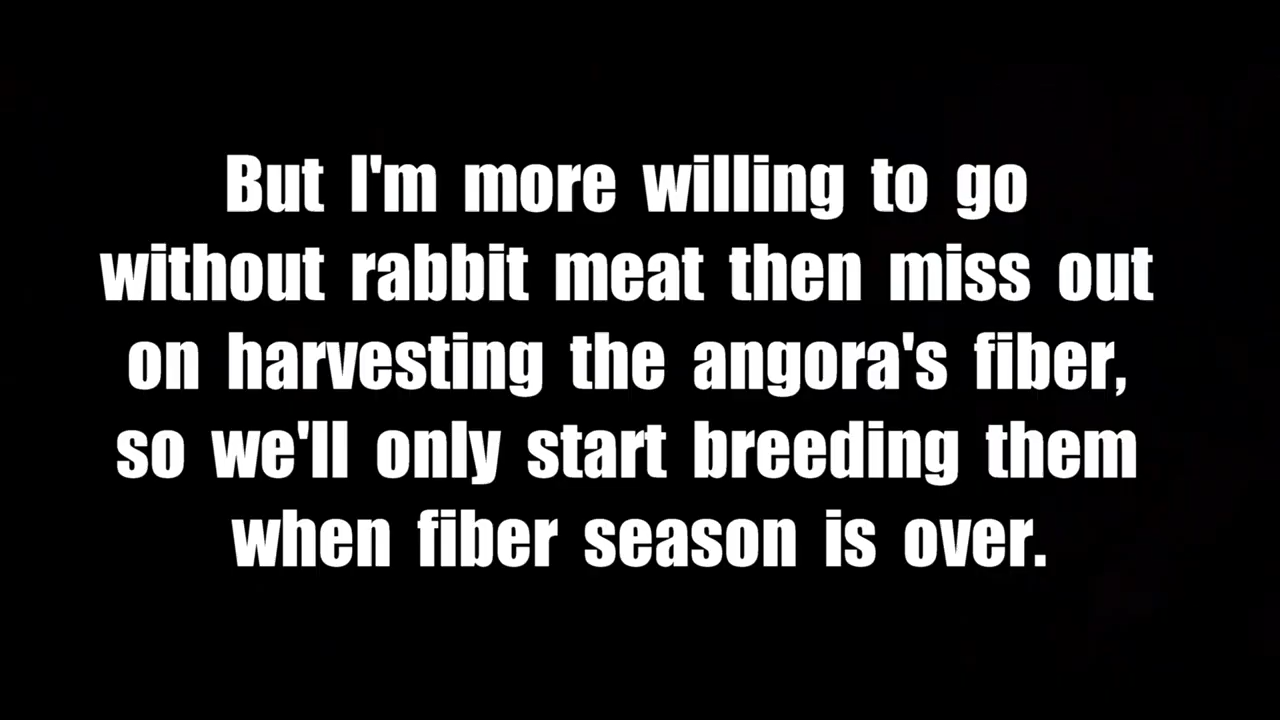 But I'm more willing to go
without rabbit meat then miss out
on harvesting the angora's fiber,
so we'll only start breeding them
when fiber season is over.